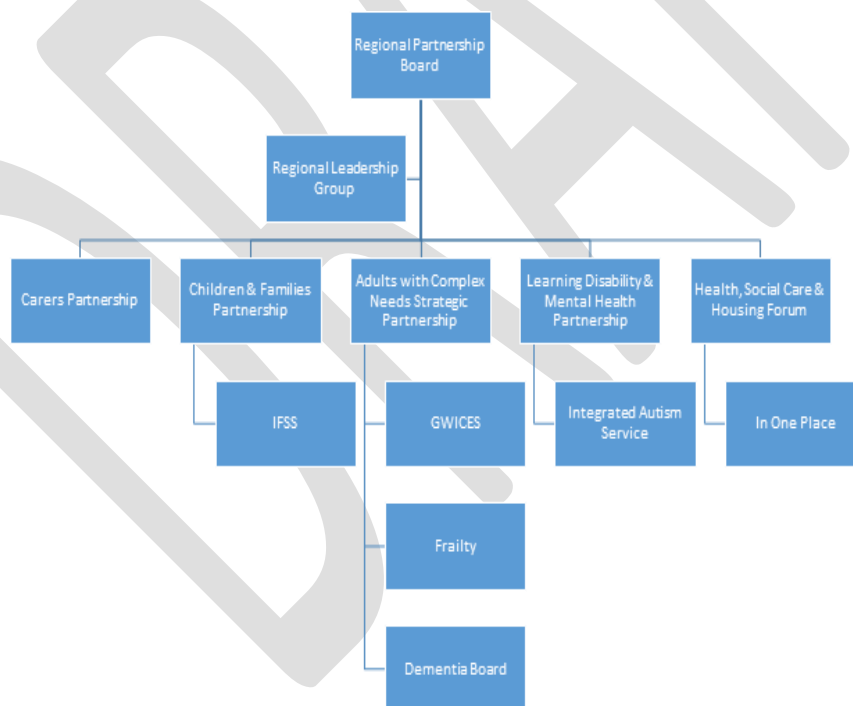 Regional Partnership
Board
Regional Leadership
Group
Carers Partnership
Children & Families
Partnership
Adults with Complex
Needs Strategic
Partnership
Learning Disability &
Mental Health
Partnership
Health, Social Care &
Housing Forum
IFSS
GWICES
Integrated Autism
Service
In One Place
Frailty
Dementia Board